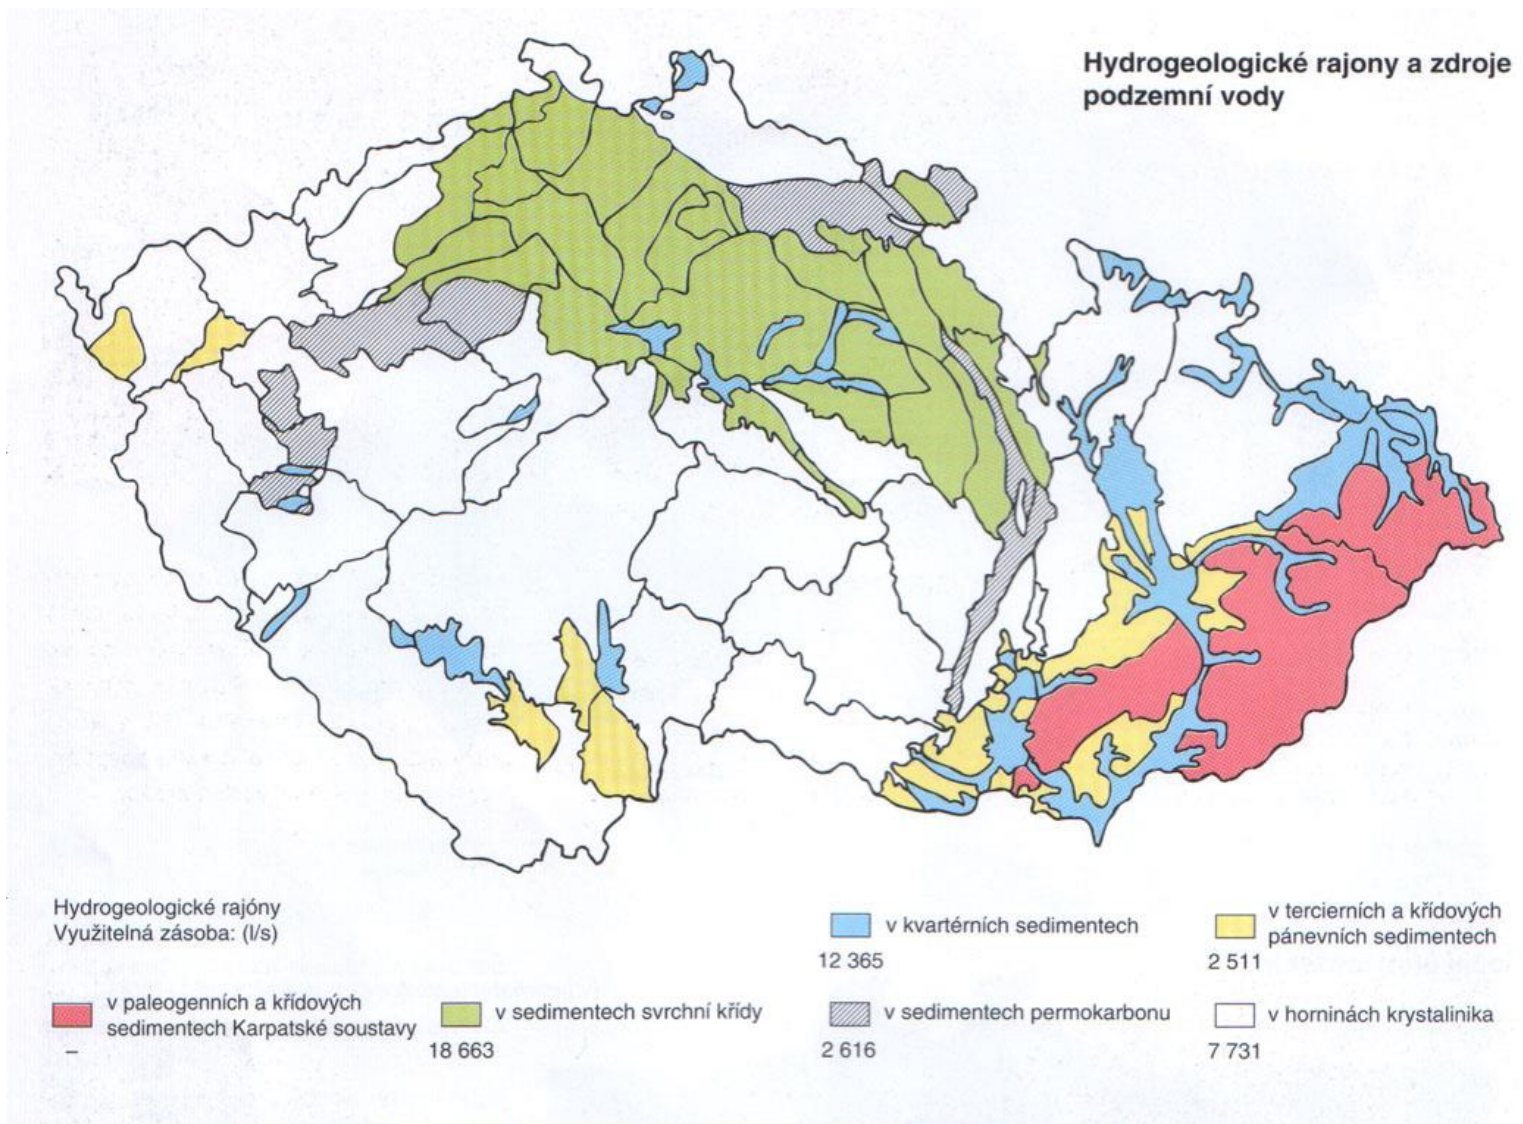 Hydrogeologické rajony a zdroje
podzemní vody
Hydrogeologické rajóny
Využitelná zásoba: (l/s)
v kvartérních sedimentech
12 365
v tercierních a křídových
pánevních sedimentech
2 511
v paleogenních a křídových
sedimentech Karpatské soustavy
–
v sedimentech svrchní křídy
18 663
v sedimentech permokarbonu
2 616
v horninách krystalinika
7 731